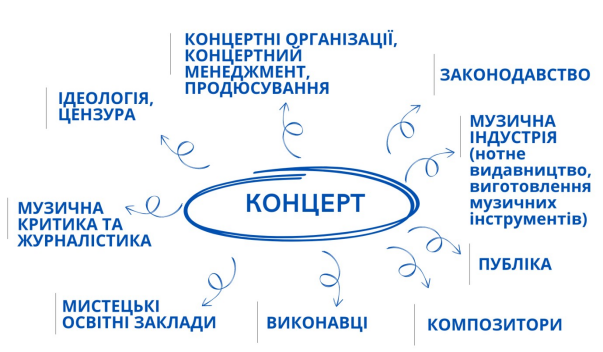 КОНЦЕРТНІ ОРГАНІЗАЦІЇ,
КОНЦЕРТНИЙ
МЕНЕДЖМЕНТ,
ПРОДЮСУВАННЯ
ЗАКОНОДАВСТВО
ІДЕОЛОГІЯ,
ЦЕНЗУРА
МУЗИЧНА
ІНДУСТРІЯ
(нотне
видавництво,
виготовлення
музичних
інструментів)
КОНЦЕРТ
МУЗИЧНА
КРИТИКА ТА
ЖУРНАЛІСТИКА
ПУБЛІКА
МИСТЕЦЬКІ
ОСВІТНІ ЗАКЛАДИ
ВИКОНАВЦІ
КОМПОЗИТОРИ